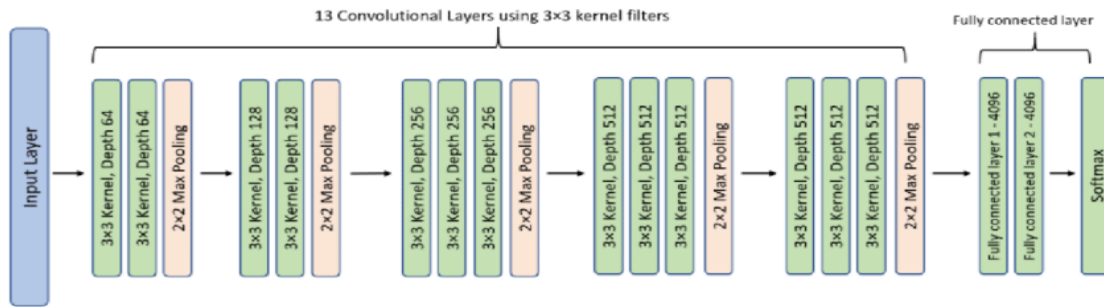 13 Convolutional Layers using 3×3 kernel filters
Fully connected layer
Input Layer
3×3 Kernel, Depth 64
3×3 Kernel, Depth 64
2×2 Max Pooling
3×3 Kernel, Depth 128
3×3 Kernel, Depth 128
2×2 Max Pooling
3×3 Kernel, Depth 256
3×3 Kernel, Depth 256
3×3 Kernel, Depth 256
2×2 Max Pooling
3×3 Kernel, Depth 512
3×3 Kernel, Depth 512
3×3 Kernel, Depth 512
2×2 Max Pooling
3×3 Kernel, Depth 512
3×3 Kernel, Depth 512
3×3 Kernel, Depth 512
2×2 Max Pooling
Fully connected layer 1 - 4096
Fully connected layer 2 - 4096
Softmax